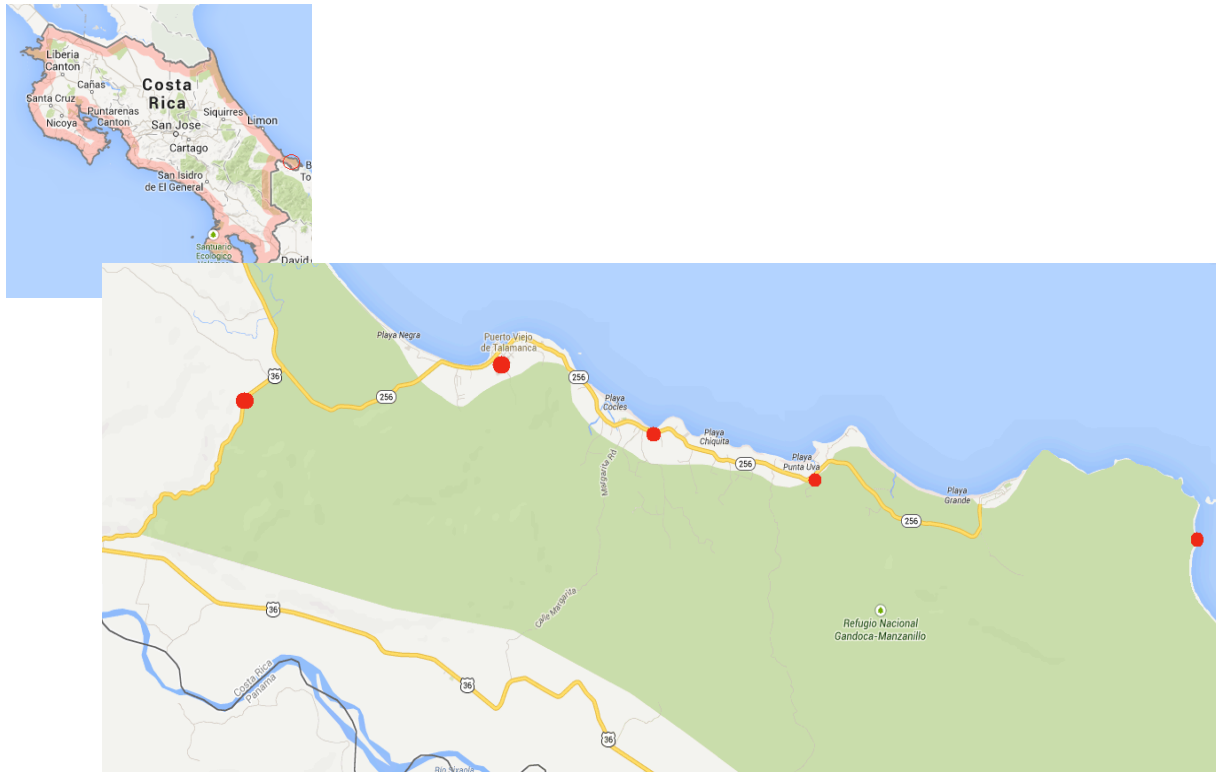 Liberia
Canton
Cañas
Costa
Rica
Santa Cruz
Puntarenas
Canton
Siquirres
Limon
Nicoya
San Jose
Cartago
B
To
San Isidro
de El General
Santuario
Ecologico
David
Playa Negra
Puerto Viejo
de Talamanca
36
256
256
Playa
Cocles
Playa
Chiquita
Margarita Rd
256
Playa
Punta Uva
Playa
Grande
256
Calle Margarita
36
Refugio Nacional
Gandoca-Manzanillo
Costa Rica
Panama
36
36
Río Sixaola